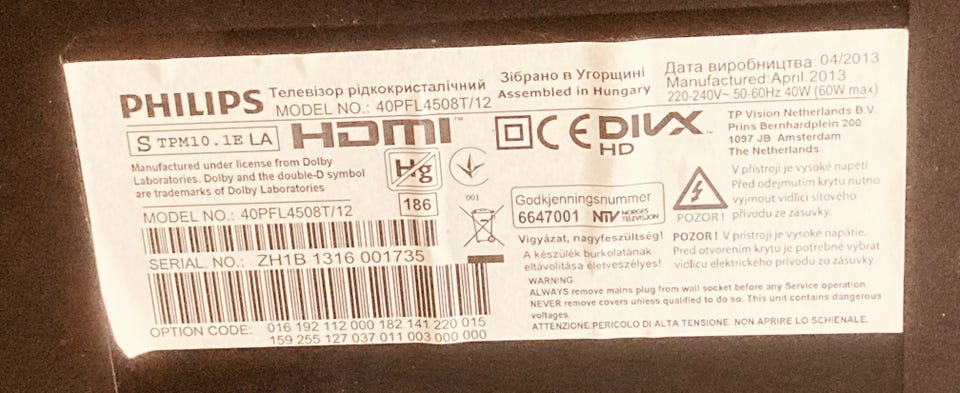 PHILIPS
Телевізор рідкокристалічний
MODEL NO.: 40PFL4508T/12
Зібрано в Угорщині
Assembled in Hungary
Дата виробництва: 04/2013
Manufactured: April.2013
220-240V~ 50-60Hz 40W (60W max)
S TPM10.1E LA
HDMI™
CE
DIVX™
HD
TP Vision Netherlands B.V.
Prins Bernhardplein 200
1097 JB Amsterdam
The Netherlands
Manufactured under license from Dolby
Laboratories. Dolby and the double-D symbol
are trademarks of Dolby Laboratories
Hg
186
001
Godkjenningsnummer
6647001 NTV NORGES
TELEVISJON
POZOR!
V přístroji je vysoké napětí.
Před odejmutím krytu nutno
vyjmout vidlici síťového
přívodu ze zásuvky.
MODEL NO.: 40PFL4508T/12
SERIAL. NO.: ZH1B 1316 001735
OPTION CODE: 016 192 112 000 182 141 220 015
159 255 127 037 011 003 000 000
Vigyázat, nagyfeszültség!
A készülék burkolatának
eltávolítása életveszélyes!
POZOR! V prístroji je vysoké napätie.
Pred otvorením krytu je potrebné vybrat
vidlicu elektrického prívodu zo zásuvky
WARNING
ALWAYS remove mains plug from wall socket before any Service operation
NEVER remove covers unless qualified to do so. This unit contains dangerous
voltages.
ATTENZIONE.PERICOLO DI ALTA TENSIONE. NON APRIRE LO SCHIENALE.